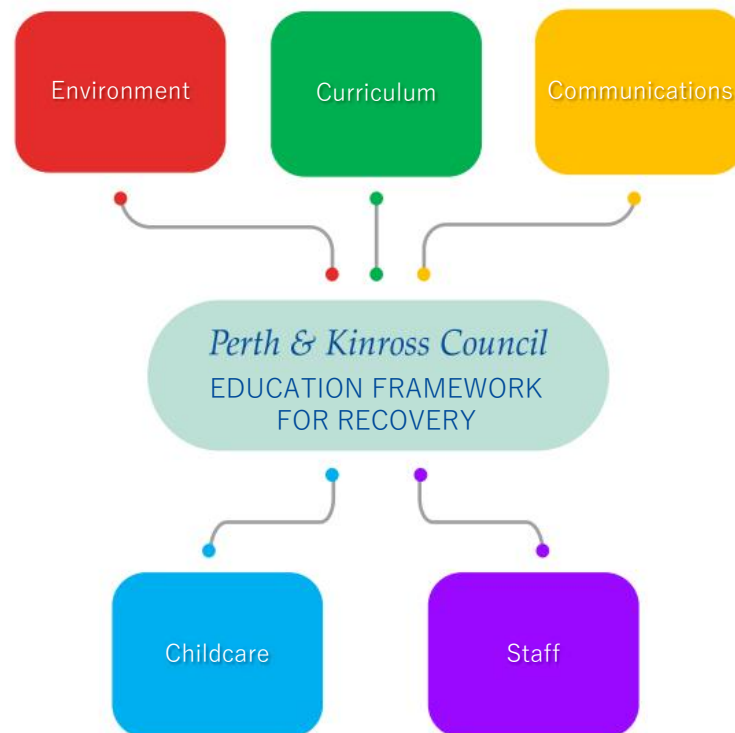 Environment
Curriculum
Communications
Perth & Kinross Council
EDUCATION FRAMEWORK
FOR RECOVERY
Childcare
Staff